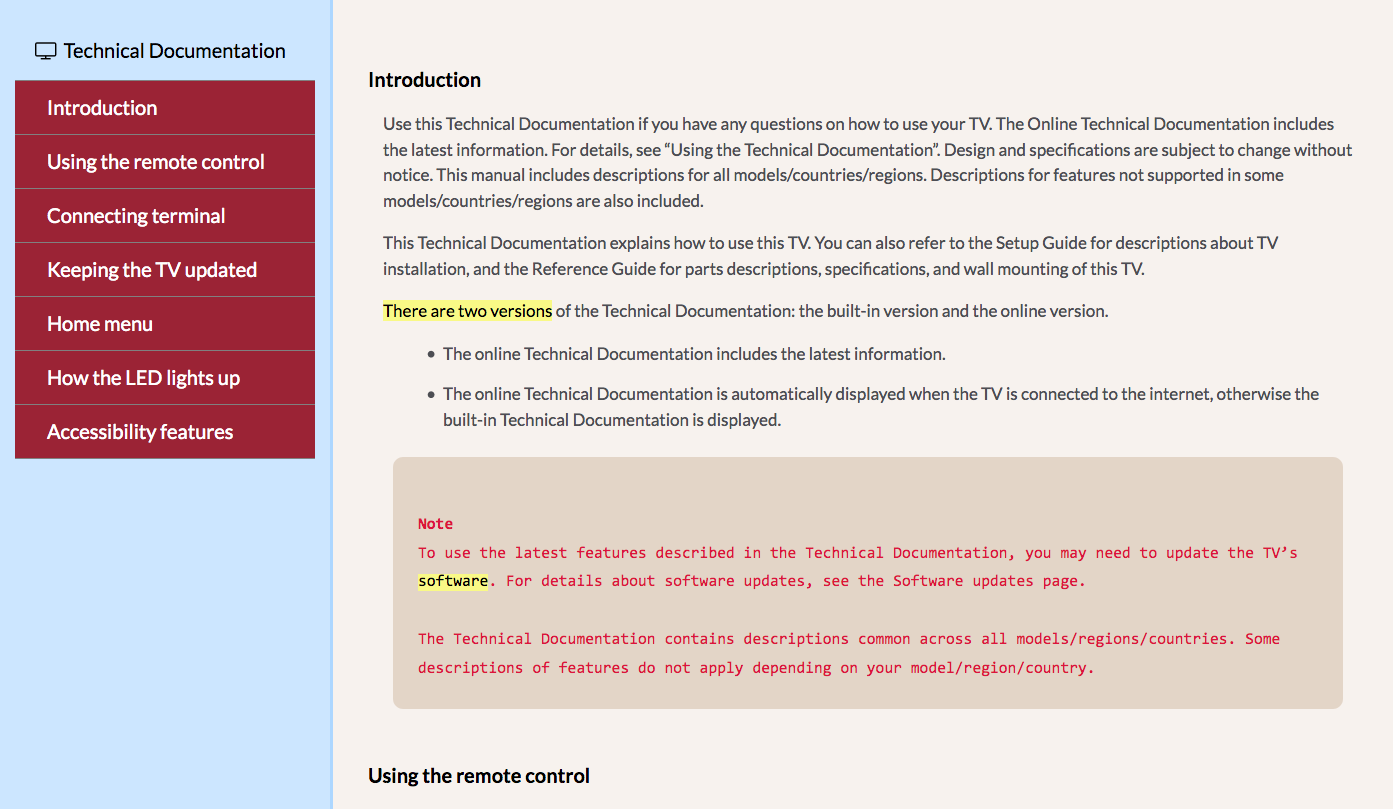 Technical Documentation
Introduction
Using the remote control
Connecting terminal
Keeping the TV updated
Home menu
How the LED lights up
Accessibility features
Introduction
Use this Technical Documentation if you have any questions on how to use your TV. The Online Technical Documentation includes
the latest information. For details, see “Using the Technical Documentation”. Design and specifications are subject to change without
notice. This manual includes descriptions for all models/countries/regions. Descriptions for features not supported in some
models/countries/regions are also included.
This Technical Documentation explains how to use this TV. You can also refer to the Setup Guide for descriptions about TV
installation, and the Reference Guide for parts descriptions, specifications, and wall mounting of this TV.
There are two versions of the Technical Documentation: the built-in version and the online version.
• The online Technical Documentation includes the latest information.
• The online Technical Documentation is automatically displayed when the TV is connected to the internet, otherwise the
built-in Technical Documentation is displayed.
Note
To use the latest features described in the Technical Documentation, you may need to update the TV’s
software. For details about software updates, see the Software updates page.
The Technical Documentation contains descriptions common across all models/regions/countries. Some
descriptions of features do not apply depending on your model/region/country.
Using the remote control